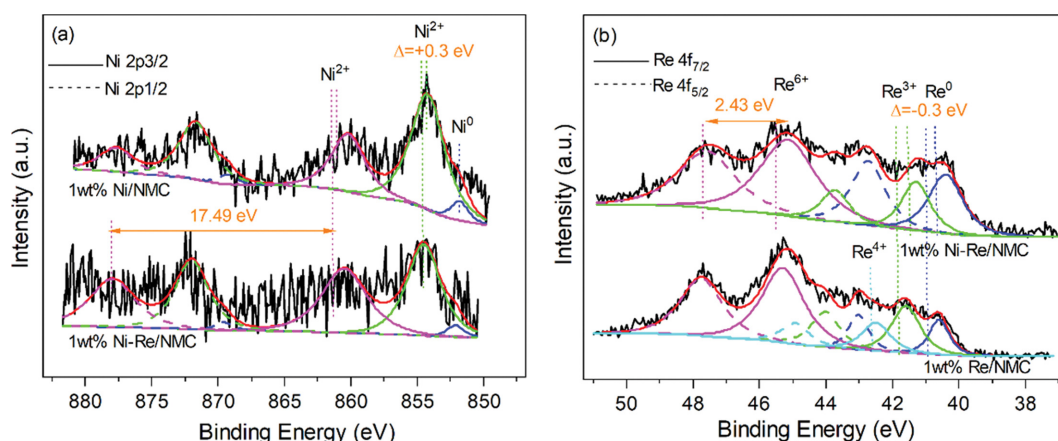 (a)
Ni 2p3/2
Ni 2p1/2
Ni²⁺
Δ=+0.3 eV
Ni²⁺
Ni⁰
1wt% Ni/NMC
17.49 eV
1wt% Ni-Re/NMC
Intensity (a.u.)
880 875 870 865 860 855 850
Binding Energy (eV)
(b)
Re 4f₇/₂
Re 4f₅/₂
Re⁶⁺
Re³⁺ Re⁰
Δ=-0.3 eV
2.43 eV
1wt% Ni-Re/NMC
Re⁴⁺
1wt% Re/NMC
Intensity (a.u.)
50 48 46 44 42 40 38
Binding Energy (eV)